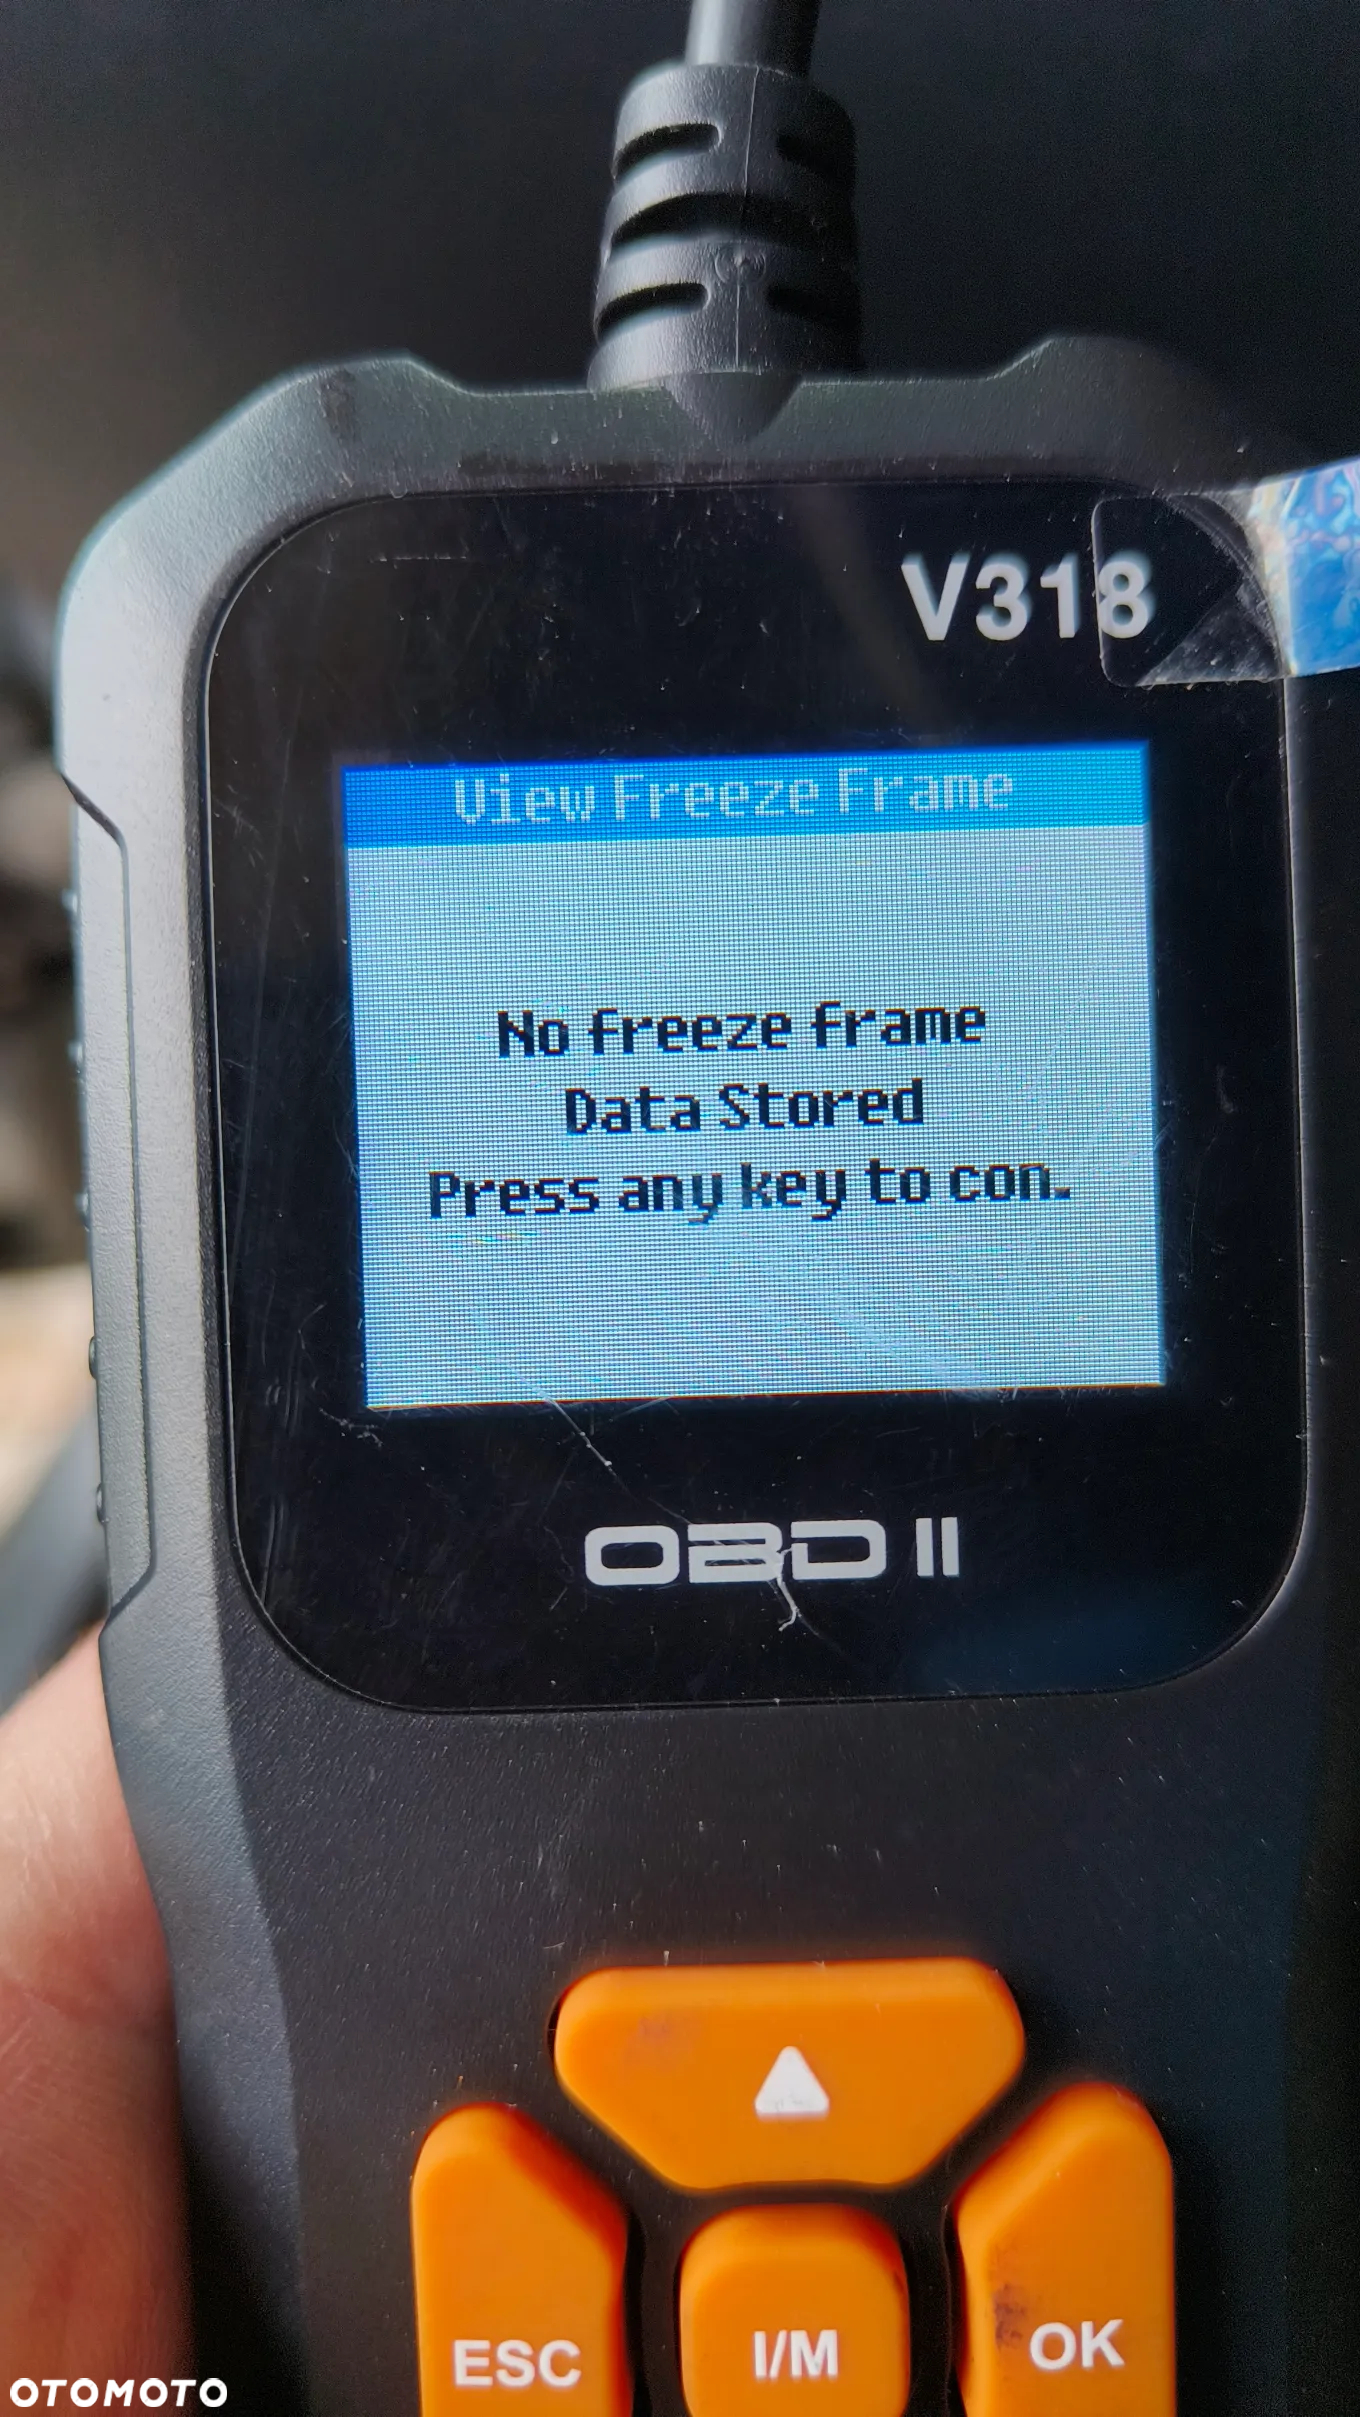 V318
View Freeze Frame
No freeze frame
Data Stored
Press any key to con.
OBD II
ESC
I/M
OK
OTOMOTO